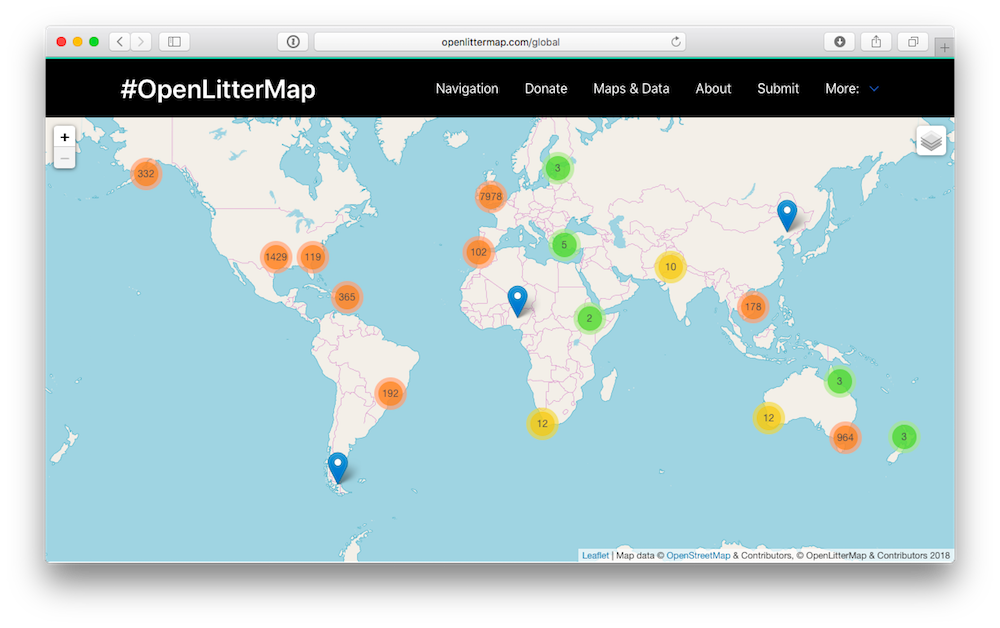 openlittermap.com/global
#OpenLitterMap
Navigation
Donate
Maps & Data
About
Submit
More:
+
−
332
3
7978
1429
119
102
5
10
365
178
2
192
3
12
12
964
3
Leaflet | Map data © OpenStreetMap & Contributors, © OpenLitterMap & Contributors 2018